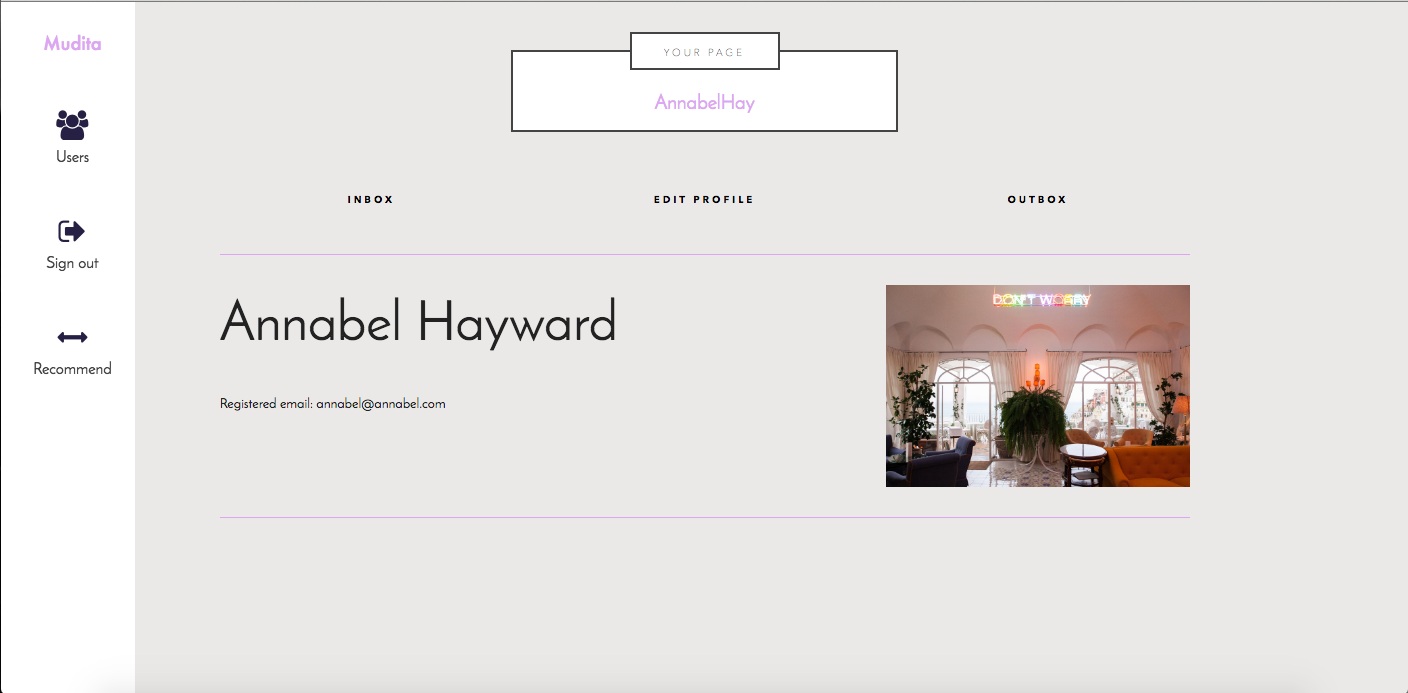 Mudita
Users
Sign out
Recommend
YOUR PAGE
AnnabelHay
INBOX
EDIT PROFILE
OUTBOX
Annabel Hayward
Registered email: annabel@annabel.com
DON'T WORRY